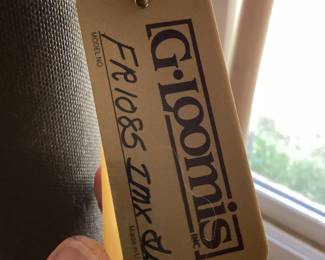 G·Loomis
INC.
MODEL NO. FR1085 IMX